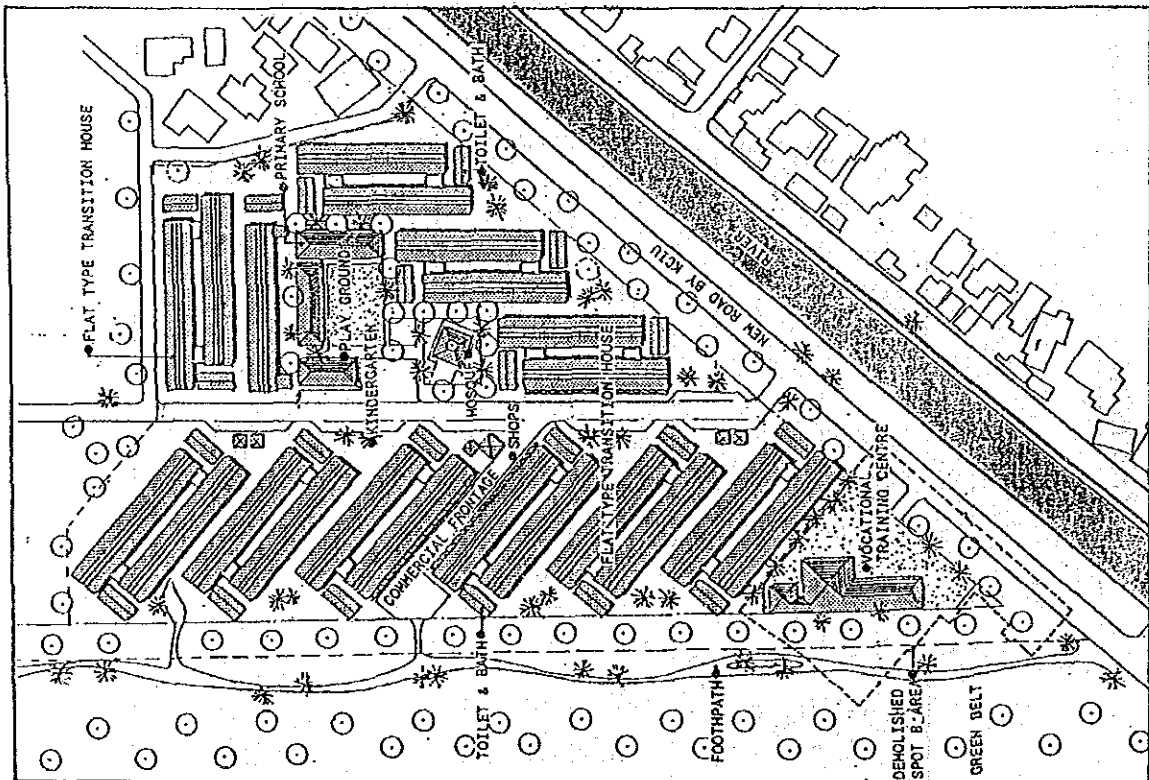 FLAT TYPE TRANSITION HOUSE
PRIMARY SCHOOL
PLAY GROUND
KINDERGARTEN
TOILET & BATH
MOSQUE
SHOPS
NEW ROAD BY KCIU
RIVER
COMMERCIAL FRONTAGE
FLAT TYPE TRANSITION HOUSE
VOCATIONAL
TRAINING CENTRE
TOILET & BATH
FOOTHPATH
DEMOLISHED
SPOT B AREA
GREEN BELT